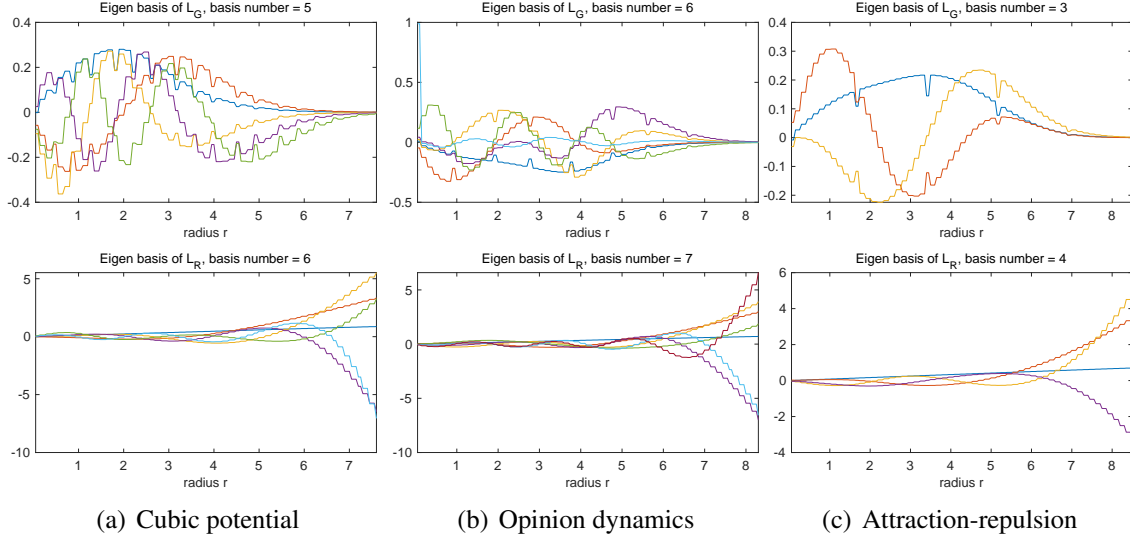 Eigen basis of L_G, basis number = 5
0.4
0.2
0
-0.2
-0.4
1 2 3 4 5 6 7
radius r
Eigen basis of L_G, basis number = 6
1
0.5
0
-0.5
1 2 3 4 5 6 7 8
radius r
Eigen basis of L_G, basis number = 3
0.3
0.2
0.1
0
-0.1
-0.2
1 2 3 4 5 6 7 8
radius r
Eigen basis of L_R, basis number = 6
5
0
-5
-10
1 2 3 4 5 6 7
radius r
Eigen basis of L_R, basis number = 7
5
0
-5
-10
1 2 3 4 5 6 7 8
radius r
Eigen basis of L_R, basis number = 4
6
4
2
0
-2
-4
1 2 3 4 5 6 7 8
radius r
(a) Cubic potential
(b) Opinion dynamics
(c) Attraction-repulsion